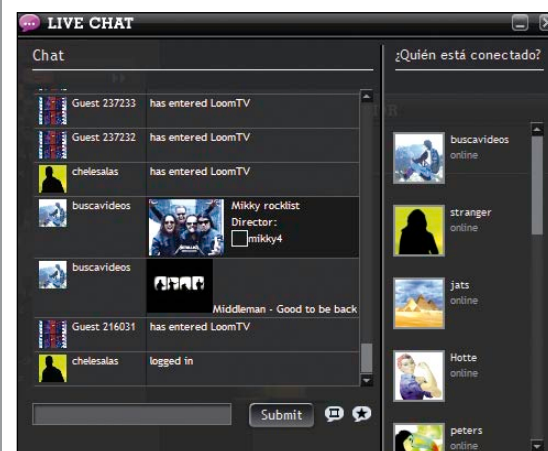 LIVE CHAT
Chat
Guest 237233 has entered LoomTV
Guest 237232 has entered LoomTV
chelesalas has entered LoomTV
buscavideos Mikky rocklist
Director:
mikky4
buscavideos
Middleman - Good to be back
Guest 216031 has entered LoomTV
chelesalas logged in
Submit
¿Quién está conectado?
buscavideos
online
stranger
online
jats
online
Hotte
online
peters
online